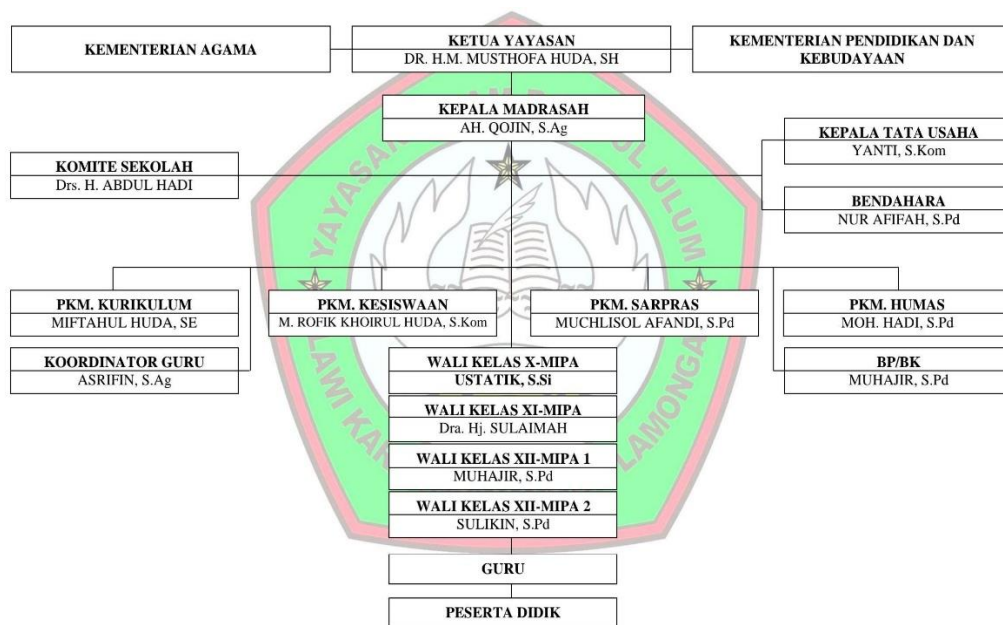 KEMENTERIAN AGAMA
KETUA YAYASAN
DR. H.M. MUSTHOFA HUDA, SH
KEMENTERIAN PENDIDIKAN DAN
KEBUDAYAAN
KEPALA MADRASAH
AH. QOJIN, S.Ag
KEPALA TATA USAHA
YANTI, S.Kom
KOMITE SEKOLAH
Drs. H. ABDUL HADI
BENDAHARA
NUR AFIFAH, S.Pd
PKM. KURIKULUM
MIFTAHUL HUDA, SE
PKM. KESISWAAN
M. ROFIK KHOIRUL HUDA, S.Kom
PKM. SARPRAS
MUCHLISOL AFANDI, S.Pd
PKM. HUMAS
MOH. HADI, S.Pd
KOORDINATOR GURU
ASRIFIN, S.Ag
WALI KELAS X-MIPA
USTATIK, S.Si
BP/BK
MUHAJIR, S.Pd
WALI KELAS XI-MIPA
Dra. Hj. SULAIMAH
WALI KELAS XII-MIPA 1
MUHAJIR, S.Pd
WALI KELAS XII-MIPA 2
SULIKIN, S.Pd
GURU
PESERTA DIDIK
YAYASAN
ULUM
LAWI
LAMONGAN